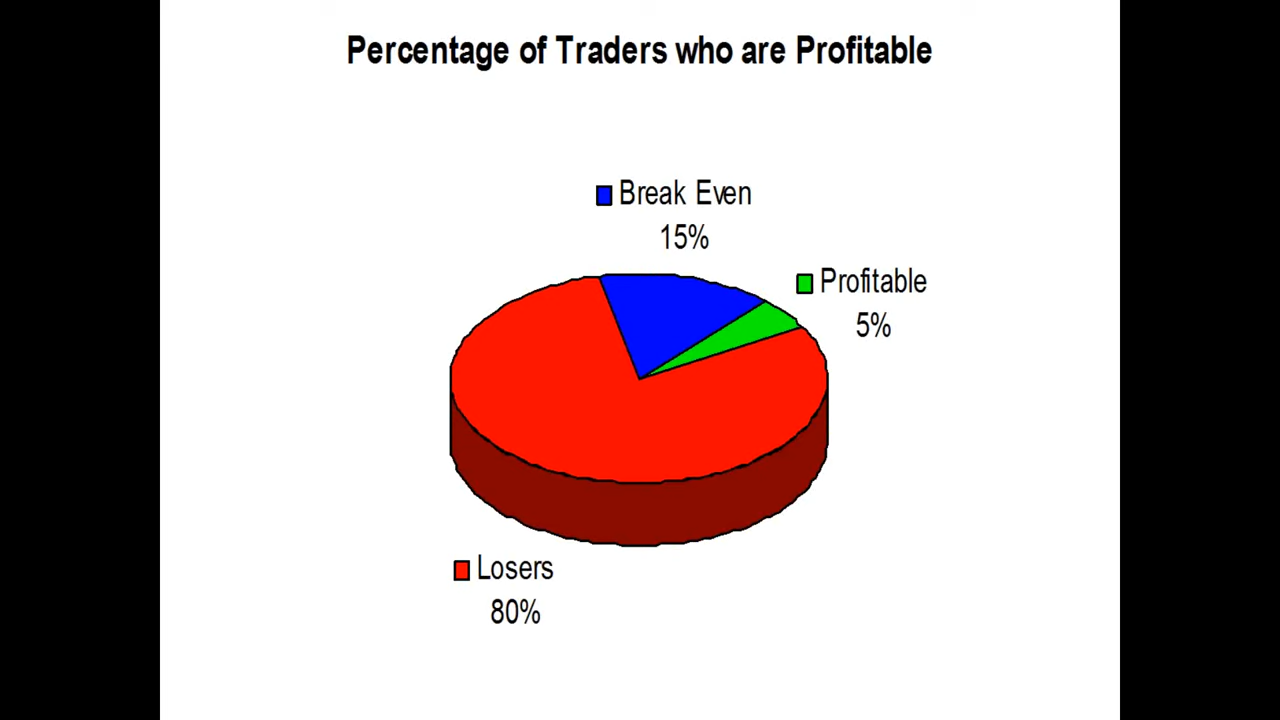 Percentage of Traders who are Profitable
Break Even
15%
Profitable
5%
Losers
80%